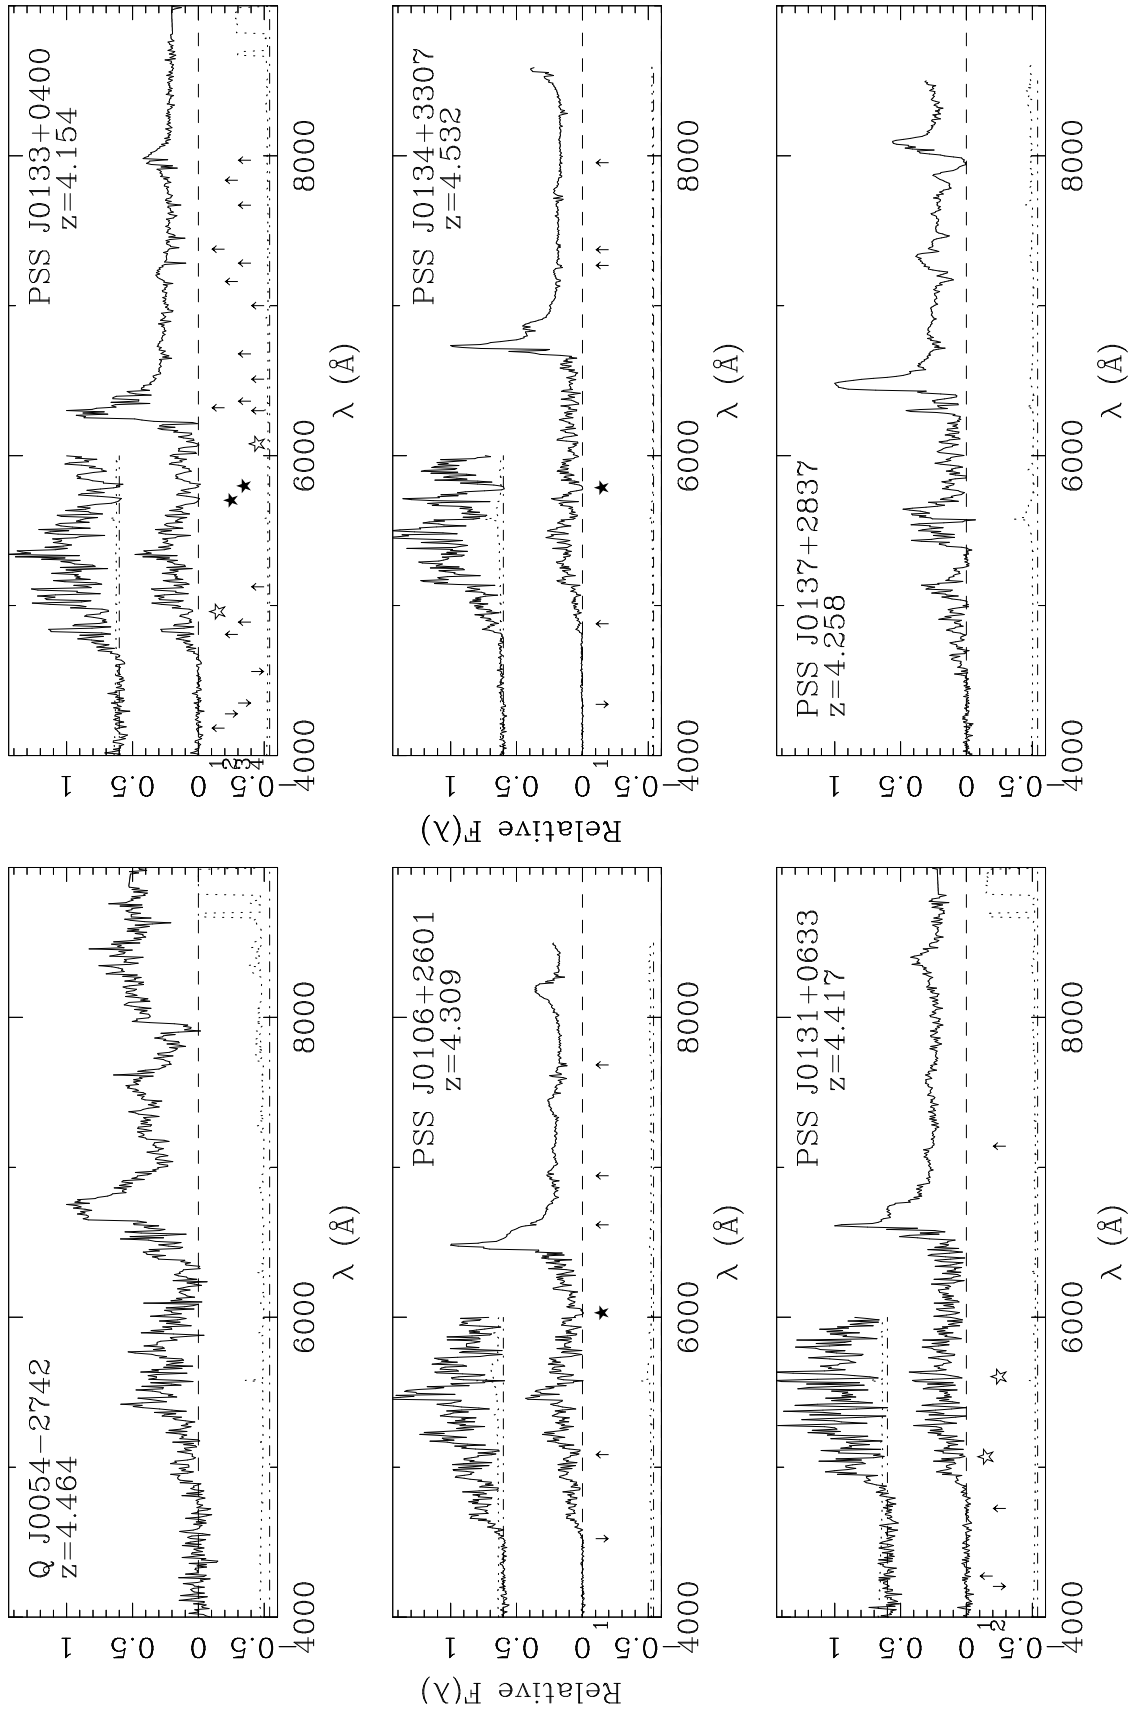 Q J0054−2742
z=4.464
1
0.5
0
−0.5
4000
6000
8000
λ (Å)
PSS J0133+0400
z=4.154
1
0.5
0
1
2
3
4
−0.5
4000
6000
8000
λ (Å)
Relative F(λ)
PSS J0106+2601
z=4.309
1
0.5
0
1
−0.5
4000
6000
8000
λ (Å)
Relative F(λ)
PSS J0134+3307
z=4.532
1
0.5
0
1
−0.5
4000
6000
8000
λ (Å)
PSS J0131+0633
z=4.417
1
0.5
0
1
2
−0.5
4000
6000
8000
λ (Å)
PSS J0137+2837
z=4.258
1
0.5
0
−0.5
4000
6000
8000
λ (Å)